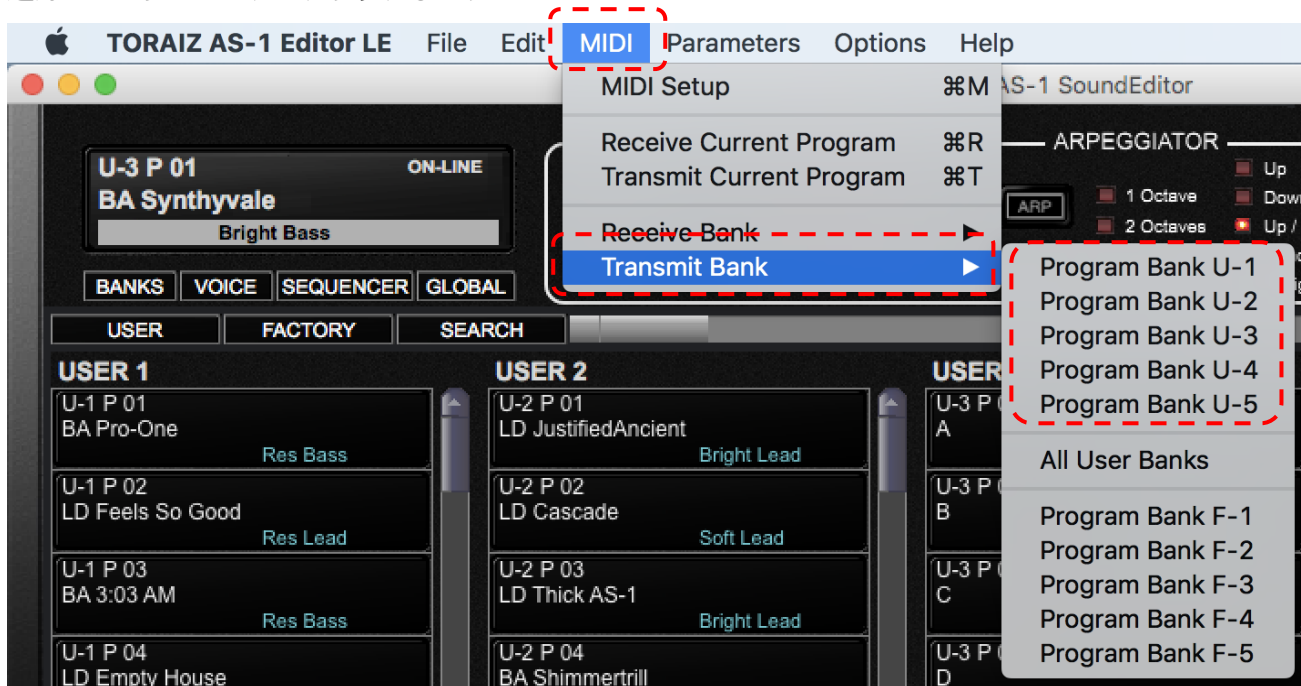 TORAIZ AS-1 Editor LE File Edit MIDI Parameters Options Help
AS-1 SoundEditor
MIDI Setup ⌘M
Receive Current Program ⌘R
Transmit Current Program ⌘T
Receive Bank ▶
Transmit Bank ▶
Program Bank U-1
Program Bank U-2
Program Bank U-3
Program Bank U-4
Program Bank U-5
All User Banks
Program Bank F-1
Program Bank F-2
Program Bank F-3
Program Bank F-4
Program Bank F-5
U-3 P 01 ON-LINE
BA Synthyvale
Bright Bass
BANKS VOICE SEQUENCER GLOBAL
ARPEGGIATOR
ARP
1 Octave
2 Octaves
Up
Down
Up /
USER FACTORY SEARCH
USER 1
U-1 P 01
BA Pro-One
Res Bass
U-1 P 02
LD Feels So Good
Res Lead
U-1 P 03
BA 3:03 AM
Res Bass
U-1 P 04
LD Empty House
USER 2
U-2 P 01
LD JustifiedAncient
Bright Lead
U-2 P 02
LD Cascade
Soft Lead
U-2 P 03
LD Thick AS-1
Bright Lead
U-2 P 04
BA Shimmertrill
USER
U-3 P
A
U-3 P
B
U-3 P
C
U-3 P
D